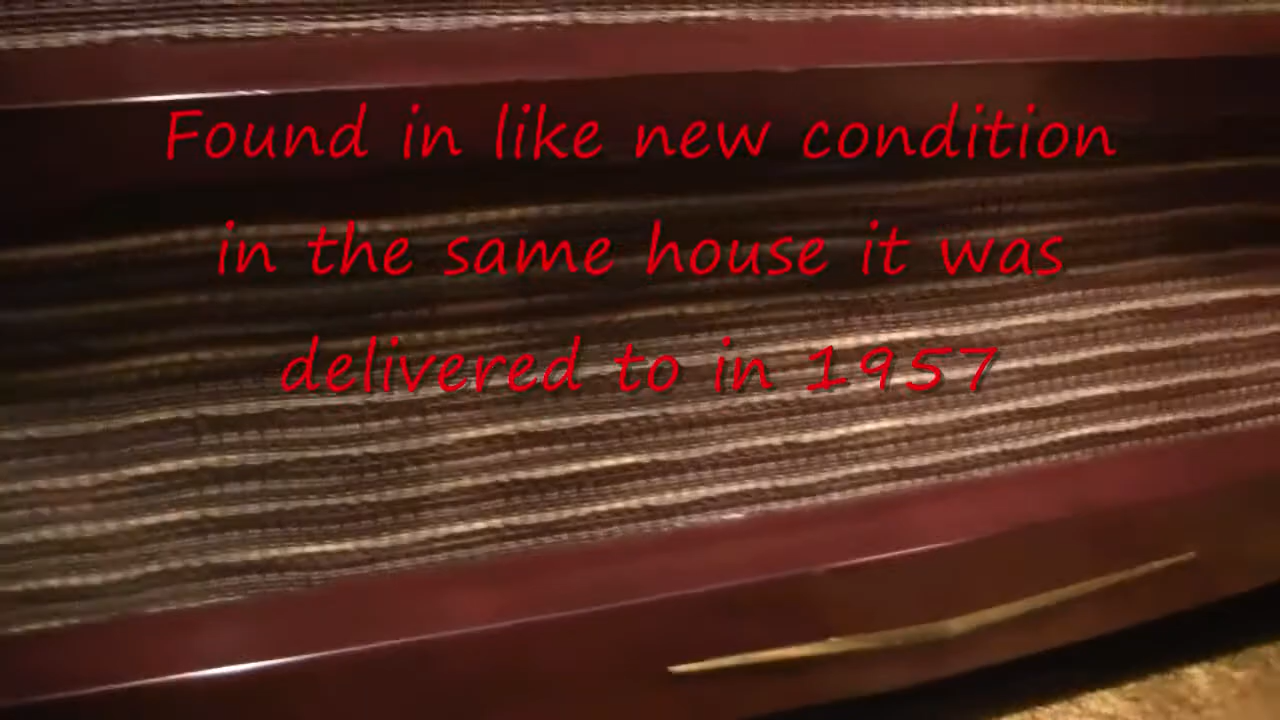 Found in like new condition
in the same house it was
delivered to in 1957